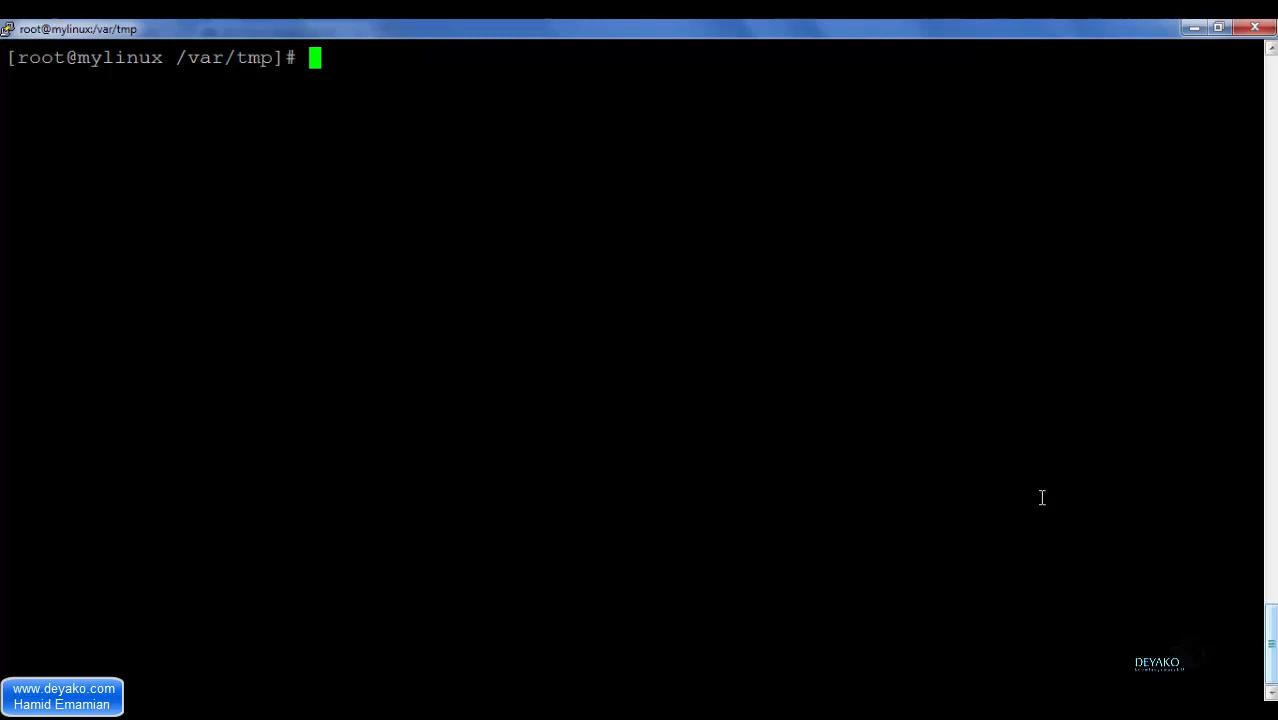 root@mylinux:/var/tmp
[root@mylinux /var/tmp]#
DEYAKO
www.deyako.com
Hamid Emamian